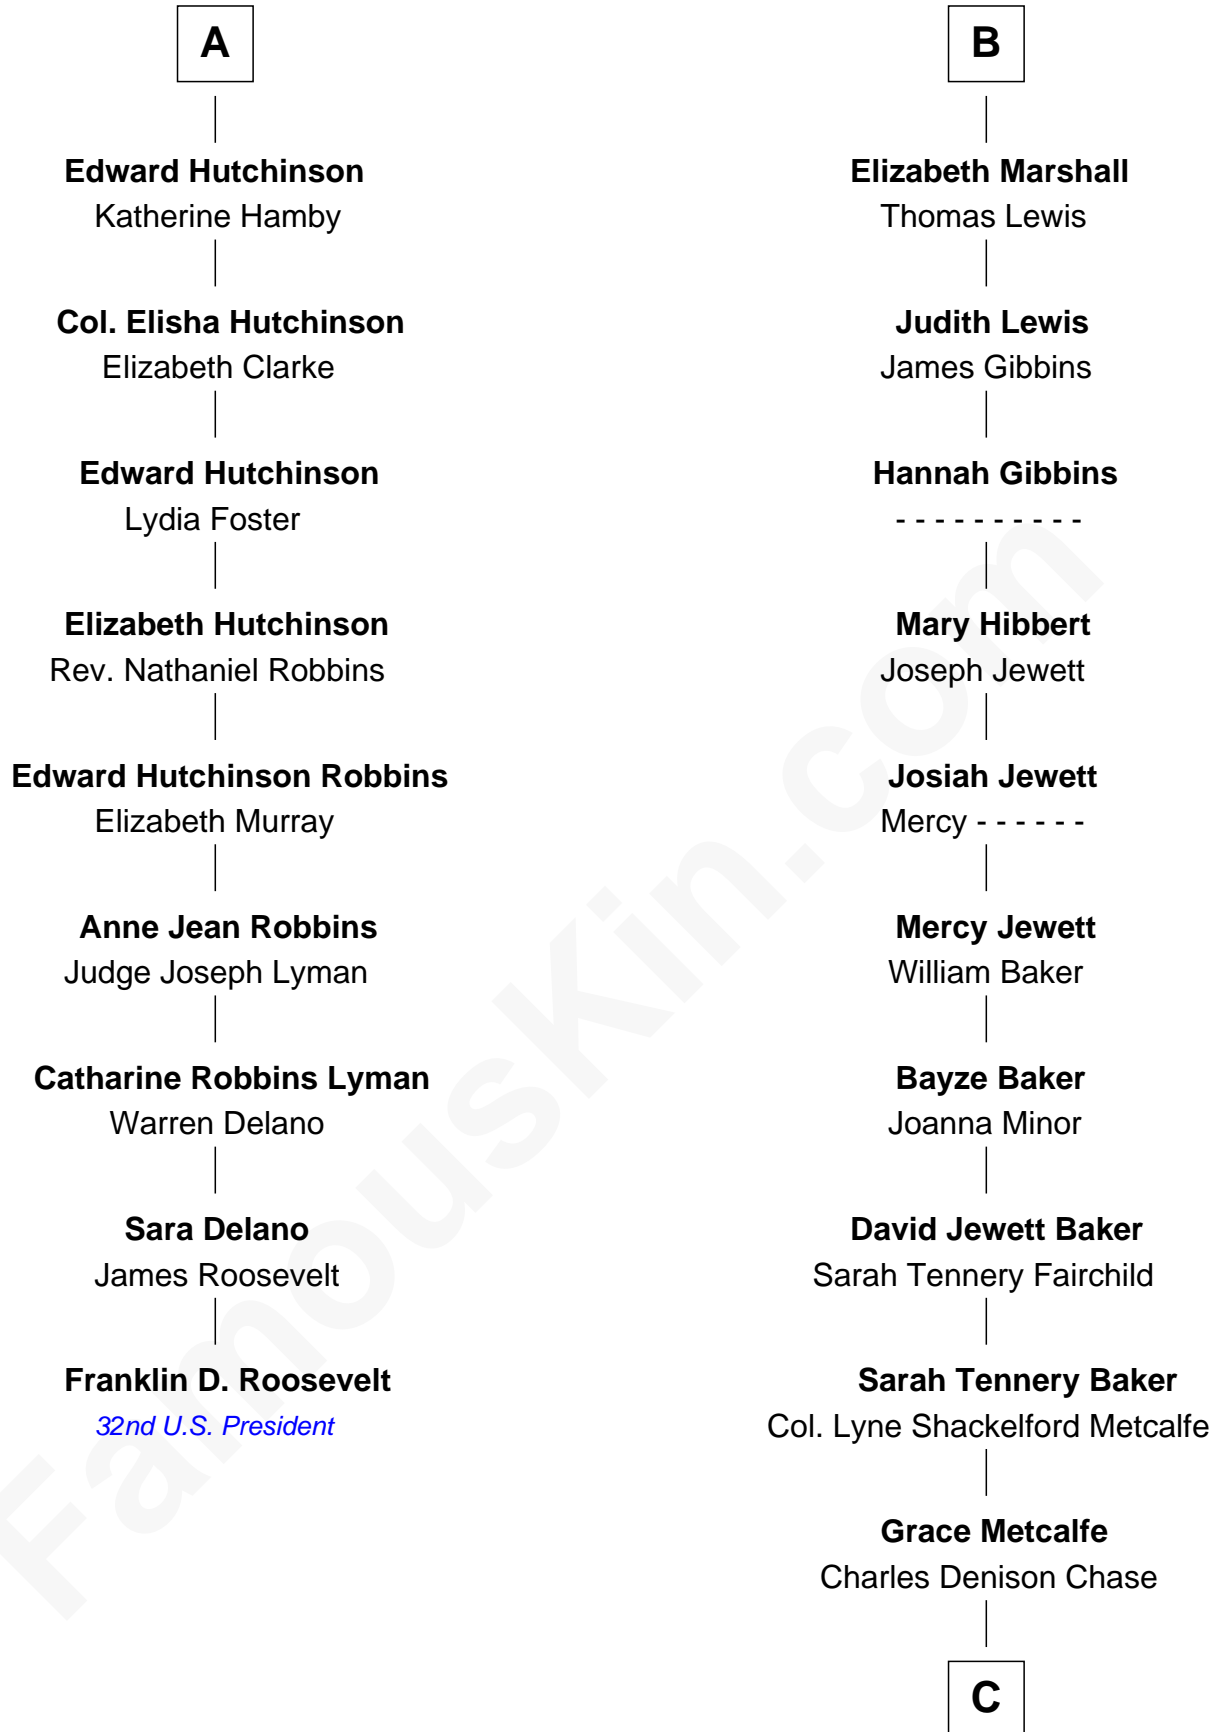 A
Edward Hutchinson
Katherine Hamby
Col. Elisha Hutchinson
Elizabeth Clarke
Edward Hutchinson
Lydia Foster
Elizabeth Hutchinson
Rev. Nathaniel Robbins
Edward Hutchinson Robbins
Elizabeth Murray
Anne Jean Robbins
Judge Joseph Lyman
Catharine Robbins Lyman
Warren Delano
Sara Delano
James Roosevelt
Franklin D. Roosevelt
32nd U.S. President
B
Elizabeth Marshall
Thomas Lewis
Judith Lewis
James Gibbins
Hannah Gibbins
- - - - - - - - - -
Mary Hibbert
Joseph Jewett
Josiah Jewett
Mercy - - - - - -
Mercy Jewett
William Baker
Bayze Baker
Joanna Minor
David Jewett Baker
Sarah Tennery Fairchild
Sarah Tennery Baker
Col. Lyne Shackelford Metcalfe
Grace Metcalfe
Charles Denison Chase
C
FamousKin.com